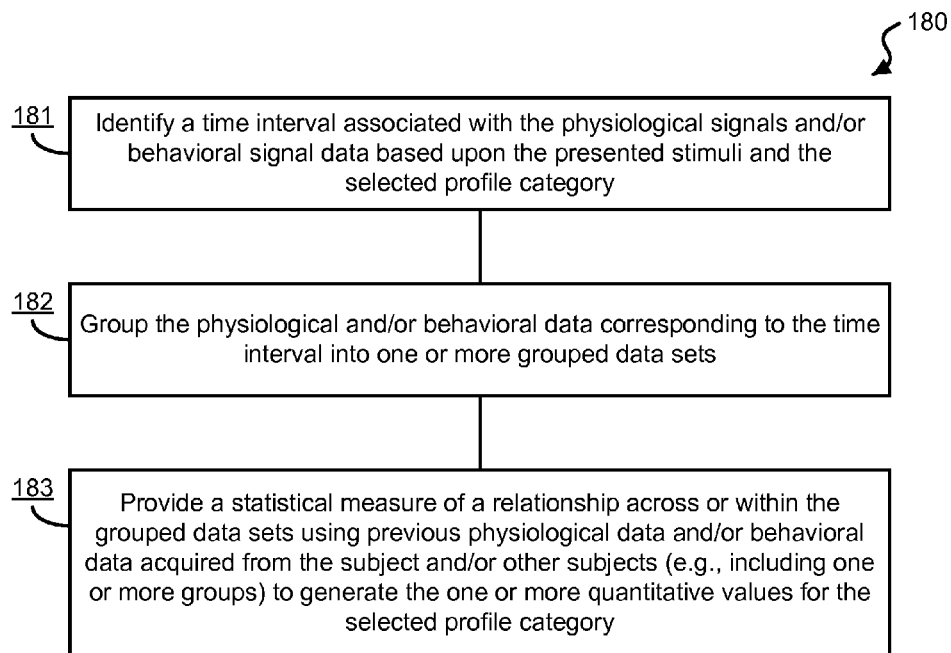 180
181
Identify a time interval associated with the physiological signals and/or
behavioral signal data based upon the presented stimuli and the
selected profile category
182
Group the physiological and/or behavioral data corresponding to the time
interval into one or more grouped data sets
183
Provide a statistical measure of a relationship across or within the
grouped data sets using previous physiological data and/or behavioral
data acquired from the subject and/or other subjects (e.g., including one
or more groups) to generate the one or more quantitative values for the
selected profile category